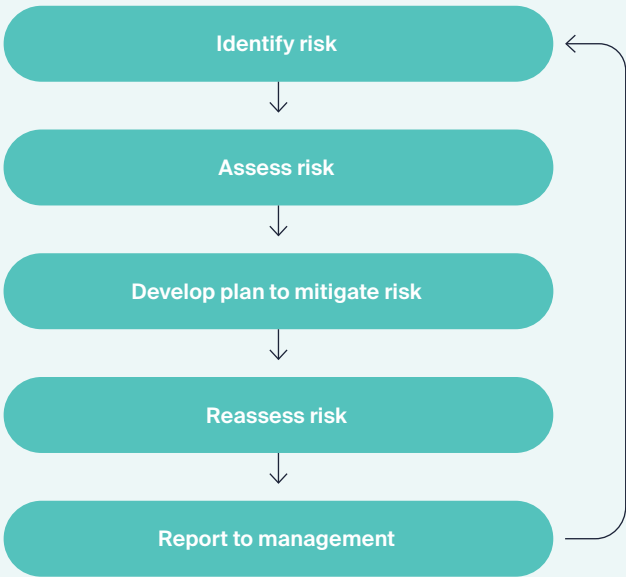 Identify risk
Assess risk
Develop plan to mitigate risk
Reassess risk
Report to management